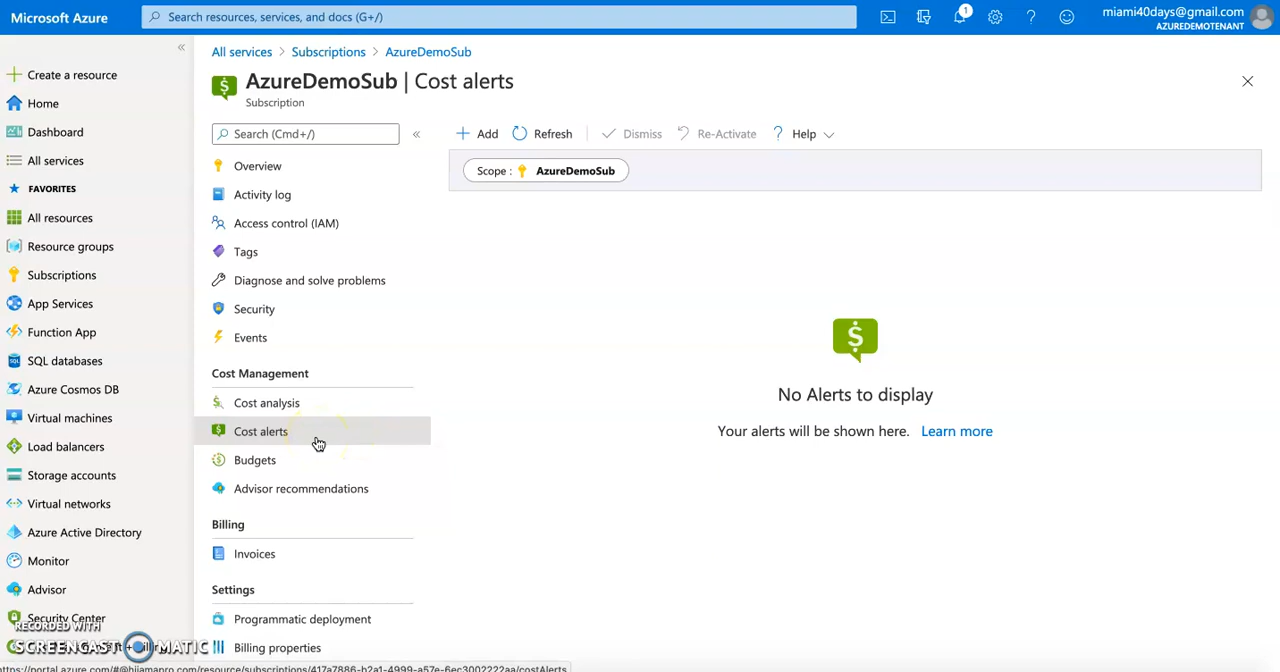 Microsoft Azure
Search resources, services, and docs (G+/)
1
miami40days@gmail.com
AZUREDEMOTENANT
«
Create a resource
Home
Dashboard
All services
FAVORITES
All resources
Resource groups
Subscriptions
App Services
Function App
SQL databases
Azure Cosmos DB
Virtual machines
Load balancers
Storage accounts
Virtual networks
Azure Active Directory
Monitor
Advisor
Security Center
RECORDED WITH
SCREENCAST MATIC
All services > Subscriptions > AzureDemoSub
AzureDemoSub | Cost alerts
Subscription
Search (Cmd+/)
«
Overview
Activity log
Access control (IAM)
Tags
Diagnose and solve problems
Security
Events
Cost Management
Cost analysis
Cost alerts
Budgets
Advisor recommendations
Billing
Invoices
Settings
Programmatic deployment
Billing properties
Add Refresh Dismiss Re-Activate ? Help
Scope : AzureDemoSub
$
No Alerts to display
Your alerts will be shown here. Learn more